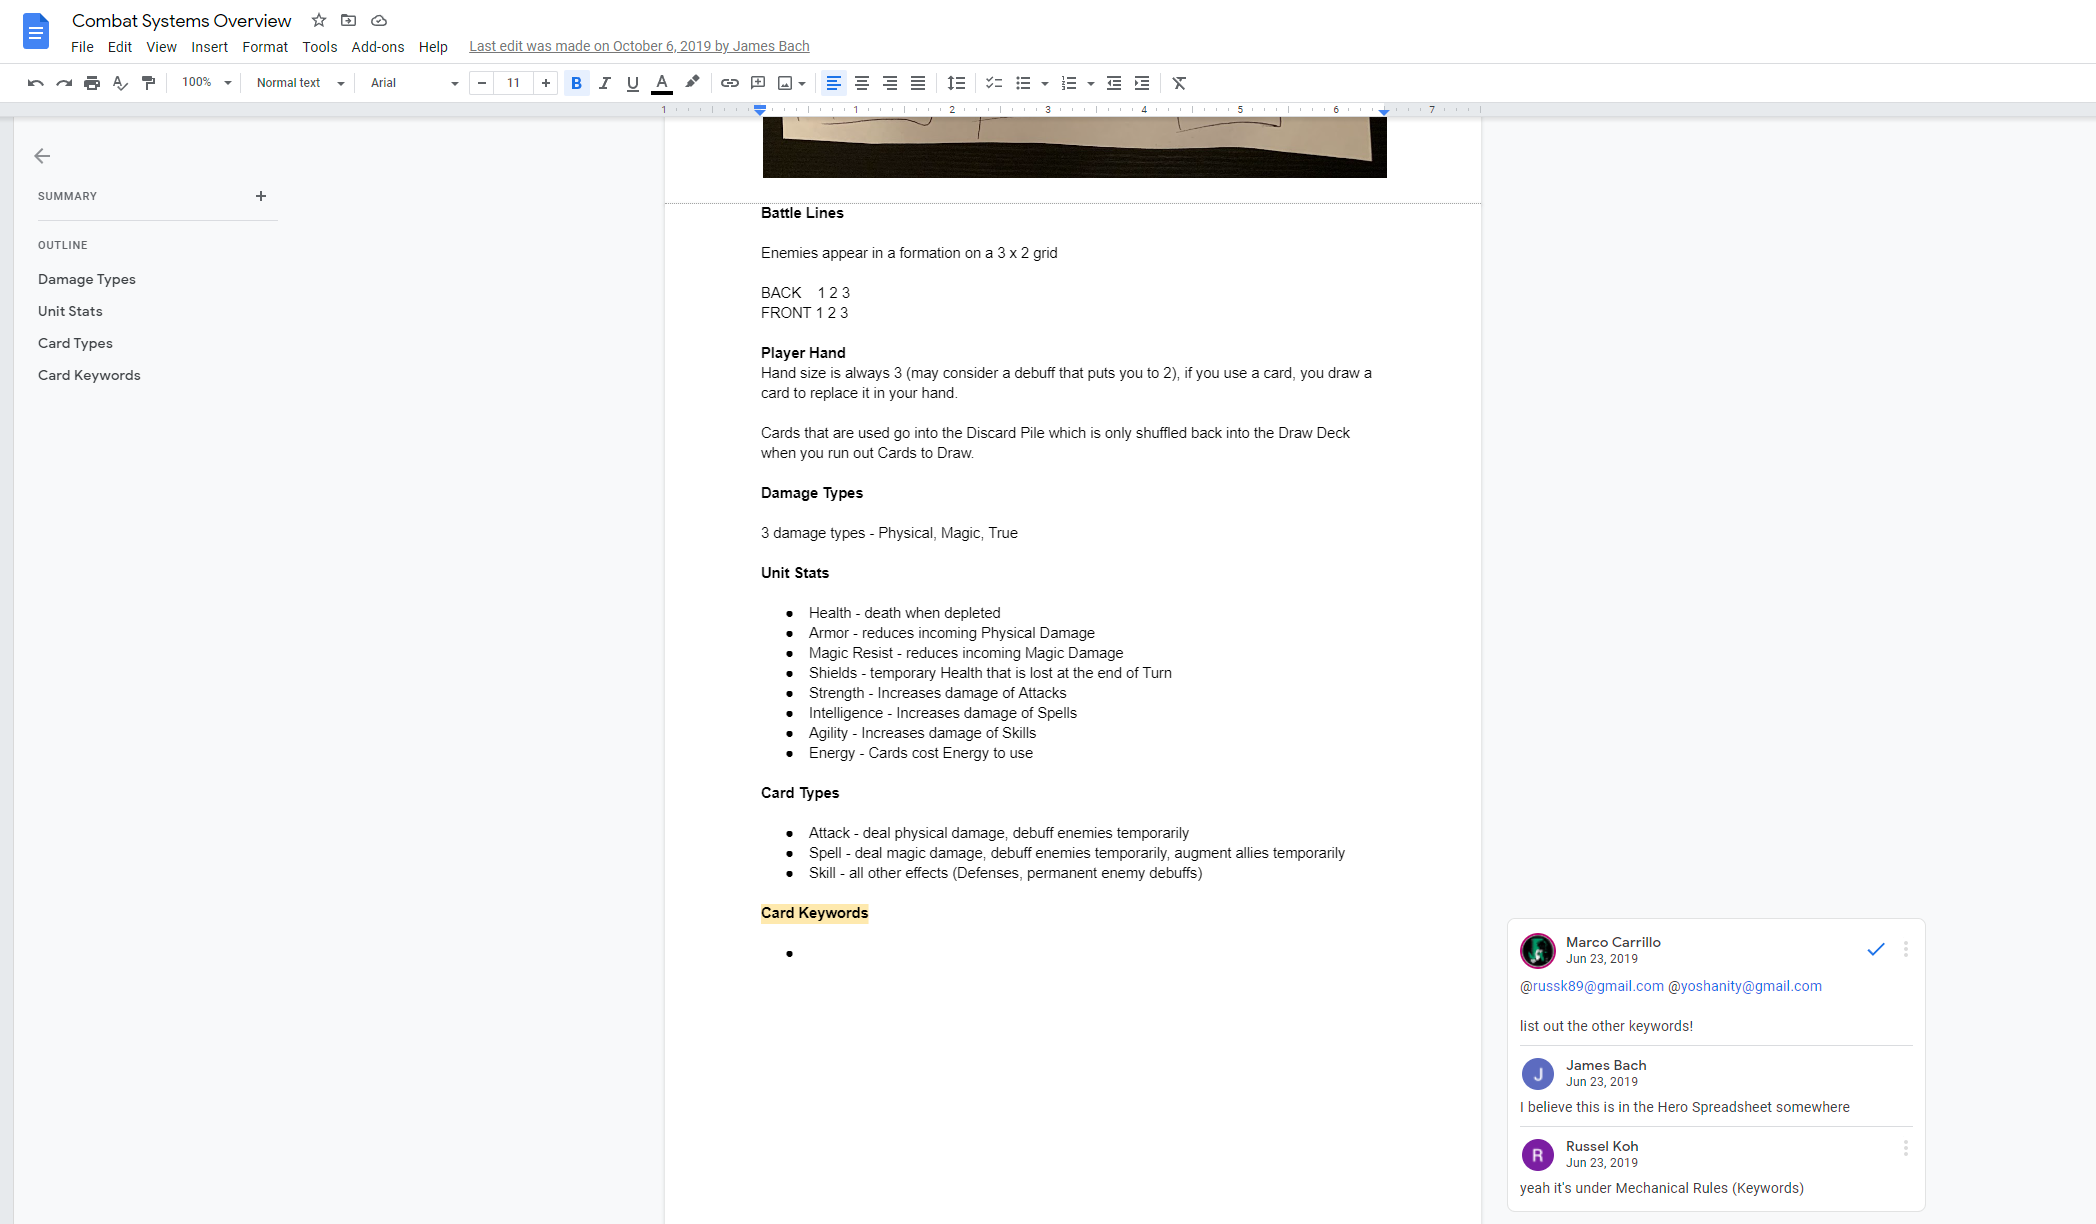 Combat Systems Overview
File Edit View Insert Format Tools Add-ons Help Last edit was made on October 6, 2019 by James Bach
100% Normal text Arial 11 B I U A
1 1 2 3 4 5 6 7
SUMMARY
OUTLINE
Damage Types
Unit Stats
Card Types
Card Keywords
Battle Lines
Enemies appear in a formation on a 3 x 2 grid
BACK 1 2 3
FRONT 1 2 3
Player Hand
Hand size is always 3 (may consider a debuff that puts you to 2), if you use a card, you draw a
card to replace it in your hand.
Cards that are used go into the Discard Pile which is only shuffled back into the Draw Deck
when you run out Cards to Draw.
Damage Types
3 damage types - Physical, Magic, True
Unit Stats
● Health - death when depleted
● Armor - reduces incoming Physical Damage
● Magic Resist - reduces incoming Magic Damage
● Shields - temporary Health that is lost at the end of Turn
● Strength - Increases damage of Attacks
● Intelligence - Increases damage of Spells
● Agility - Increases damage of Skills
● Energy - Cards cost Energy to use
Card Types
● Attack - deal physical damage, debuff enemies temporarily
● Spell - deal magic damage, debuff enemies temporarily, augment allies temporarily
● Skill - all other effects (Defenses, permanent enemy debuffs)
Card Keywords
●
Marco Carrillo
Jun 23, 2019
@russk89@gmail.com @yoshanity@gmail.com
list out the other keywords!
J
James Bach
Jun 23, 2019
I believe this is in the Hero Spreadsheet somewhere
R
Russel Koh
Jun 23, 2019
yeah it's under Mechanical Rules (Keywords)